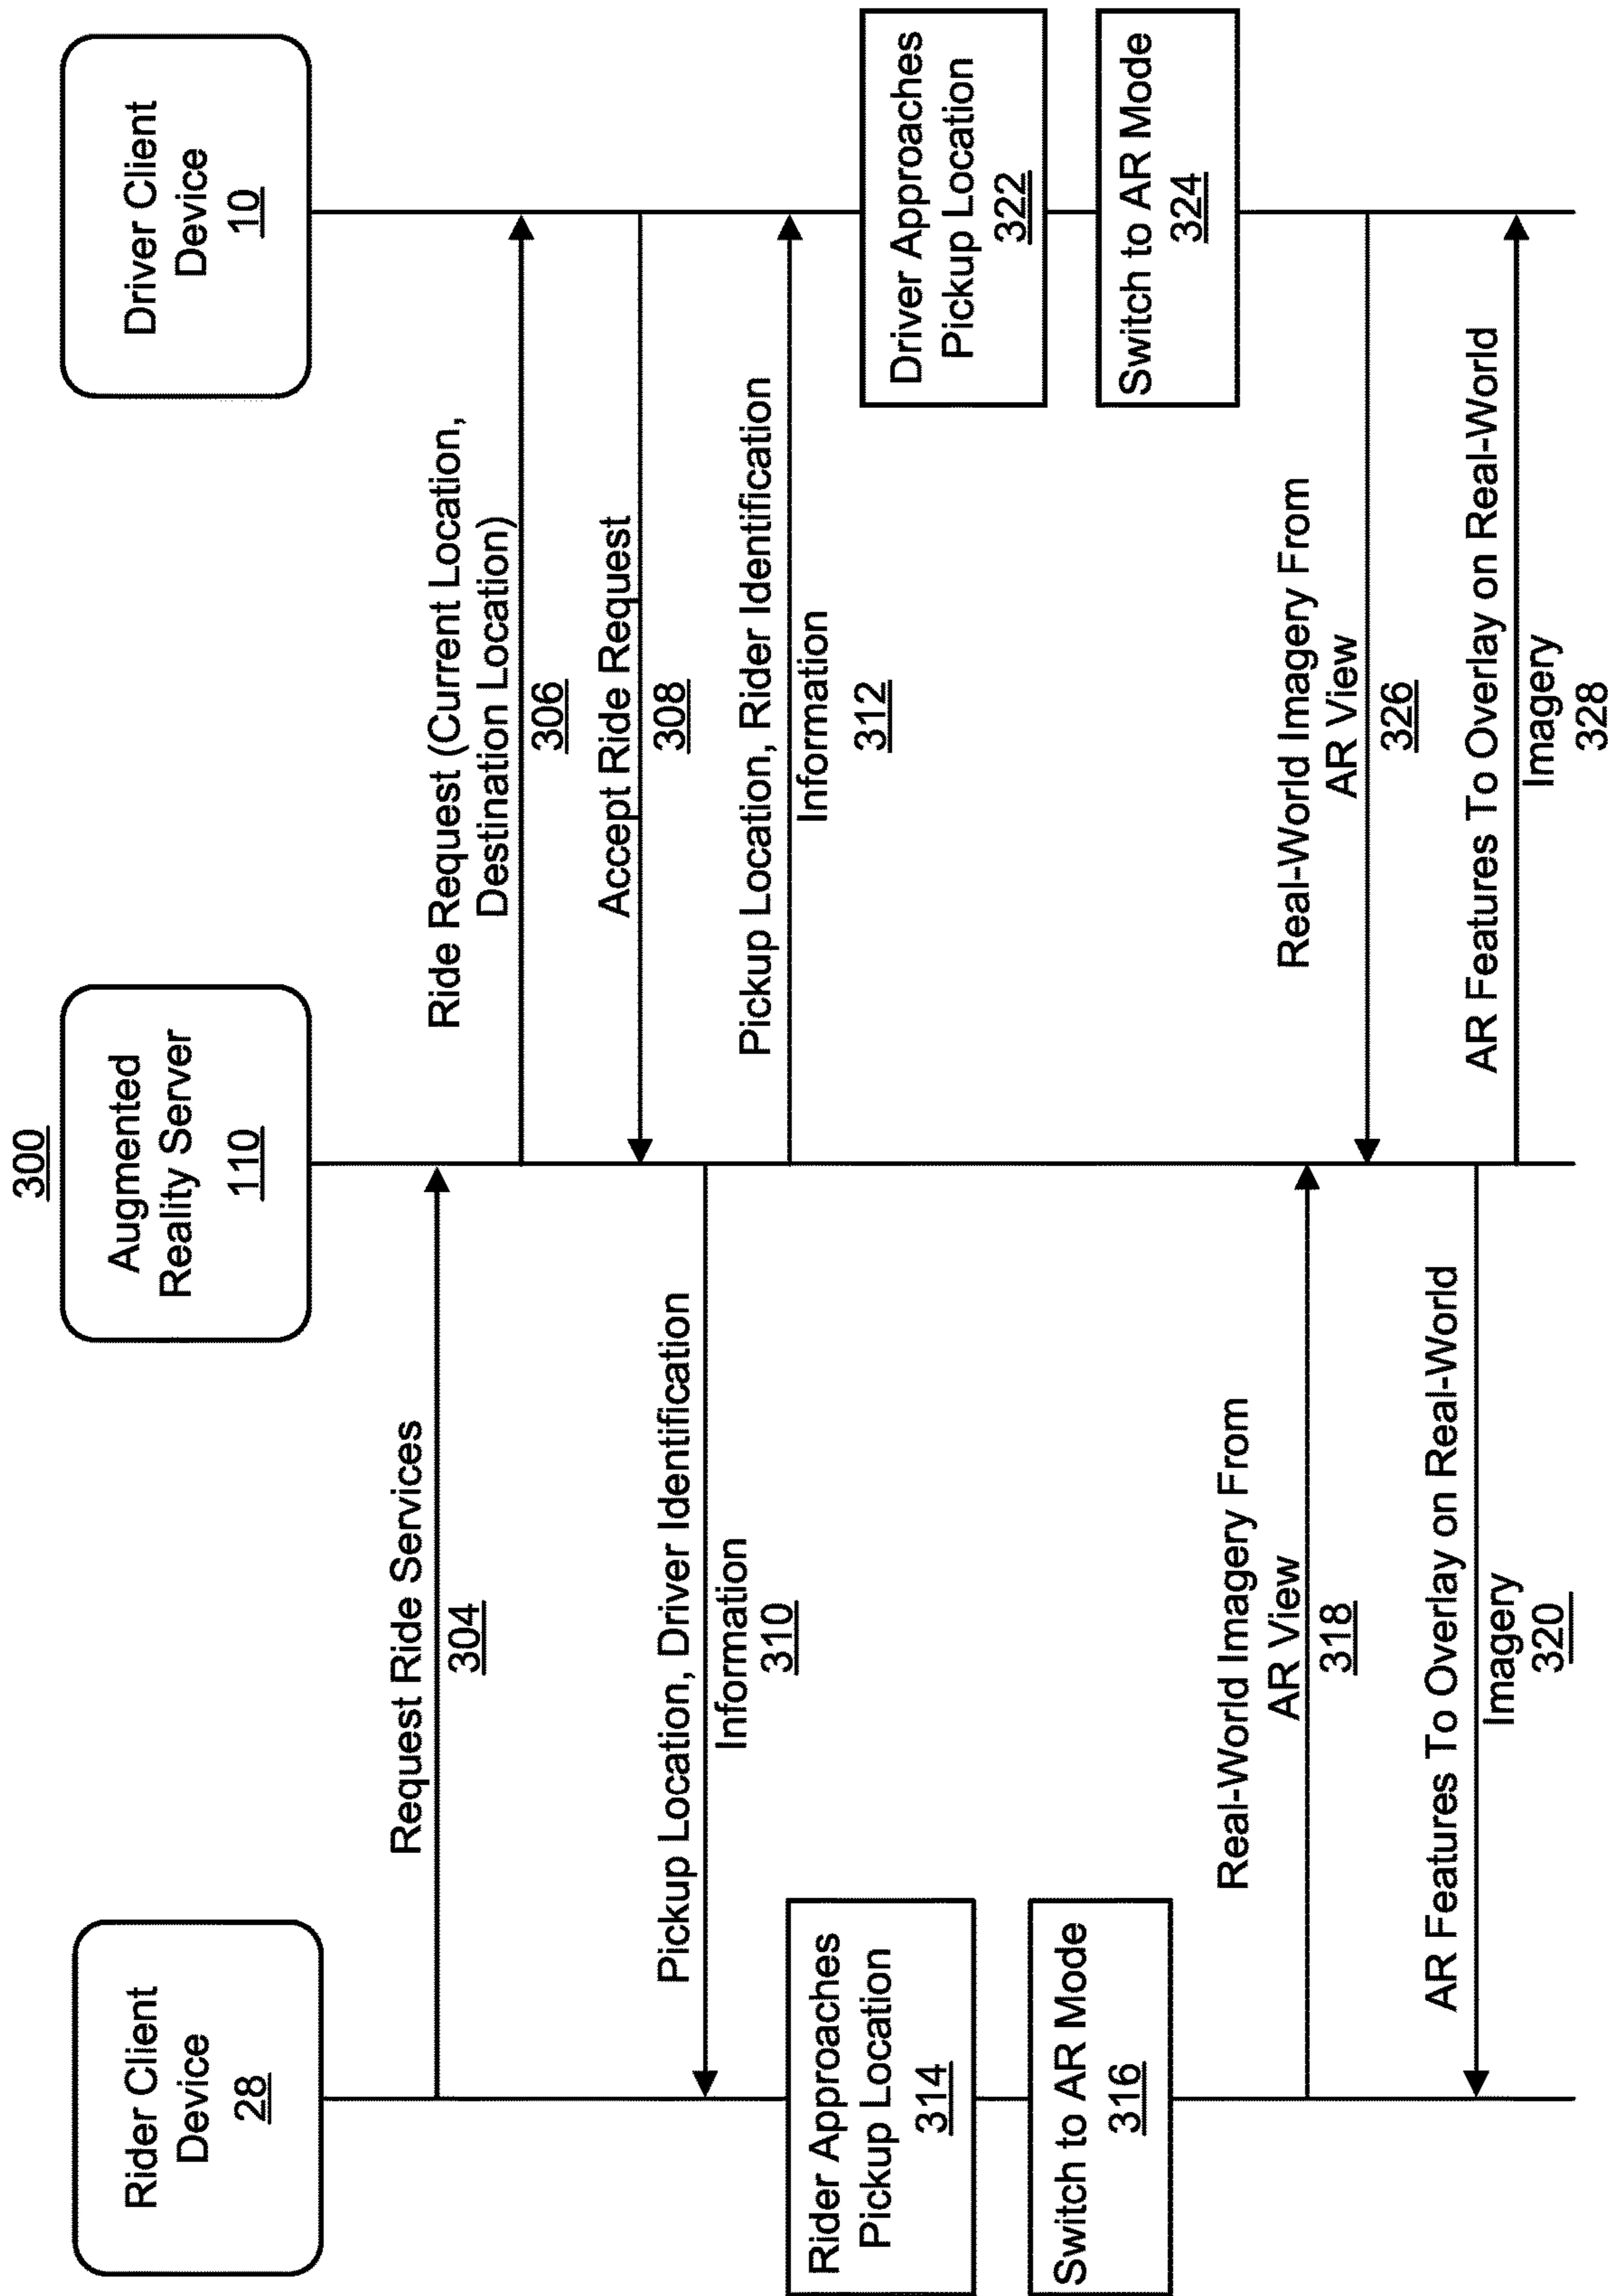 300
Rider Client
Device
28
Augmented
Reality Server
110
Driver Client
Device
10
Request Ride Services
304
Ride Request (Current Location,
Destination Location)
306
Accept Ride Request
308
Pickup Location, Driver Identification
Information
310
Pickup Location, Rider Identification
Information
312
Rider Approaches
Pickup Location
314
Switch to AR Mode
316
Driver Approaches
Pickup Location
322
Switch to AR Mode
324
Real-World Imagery From
AR View
318
Real-World Imagery From
AR View
326
AR Features To Overlay on Real-World
Imagery
320
AR Features To Overlay on Real-World
Imagery
328